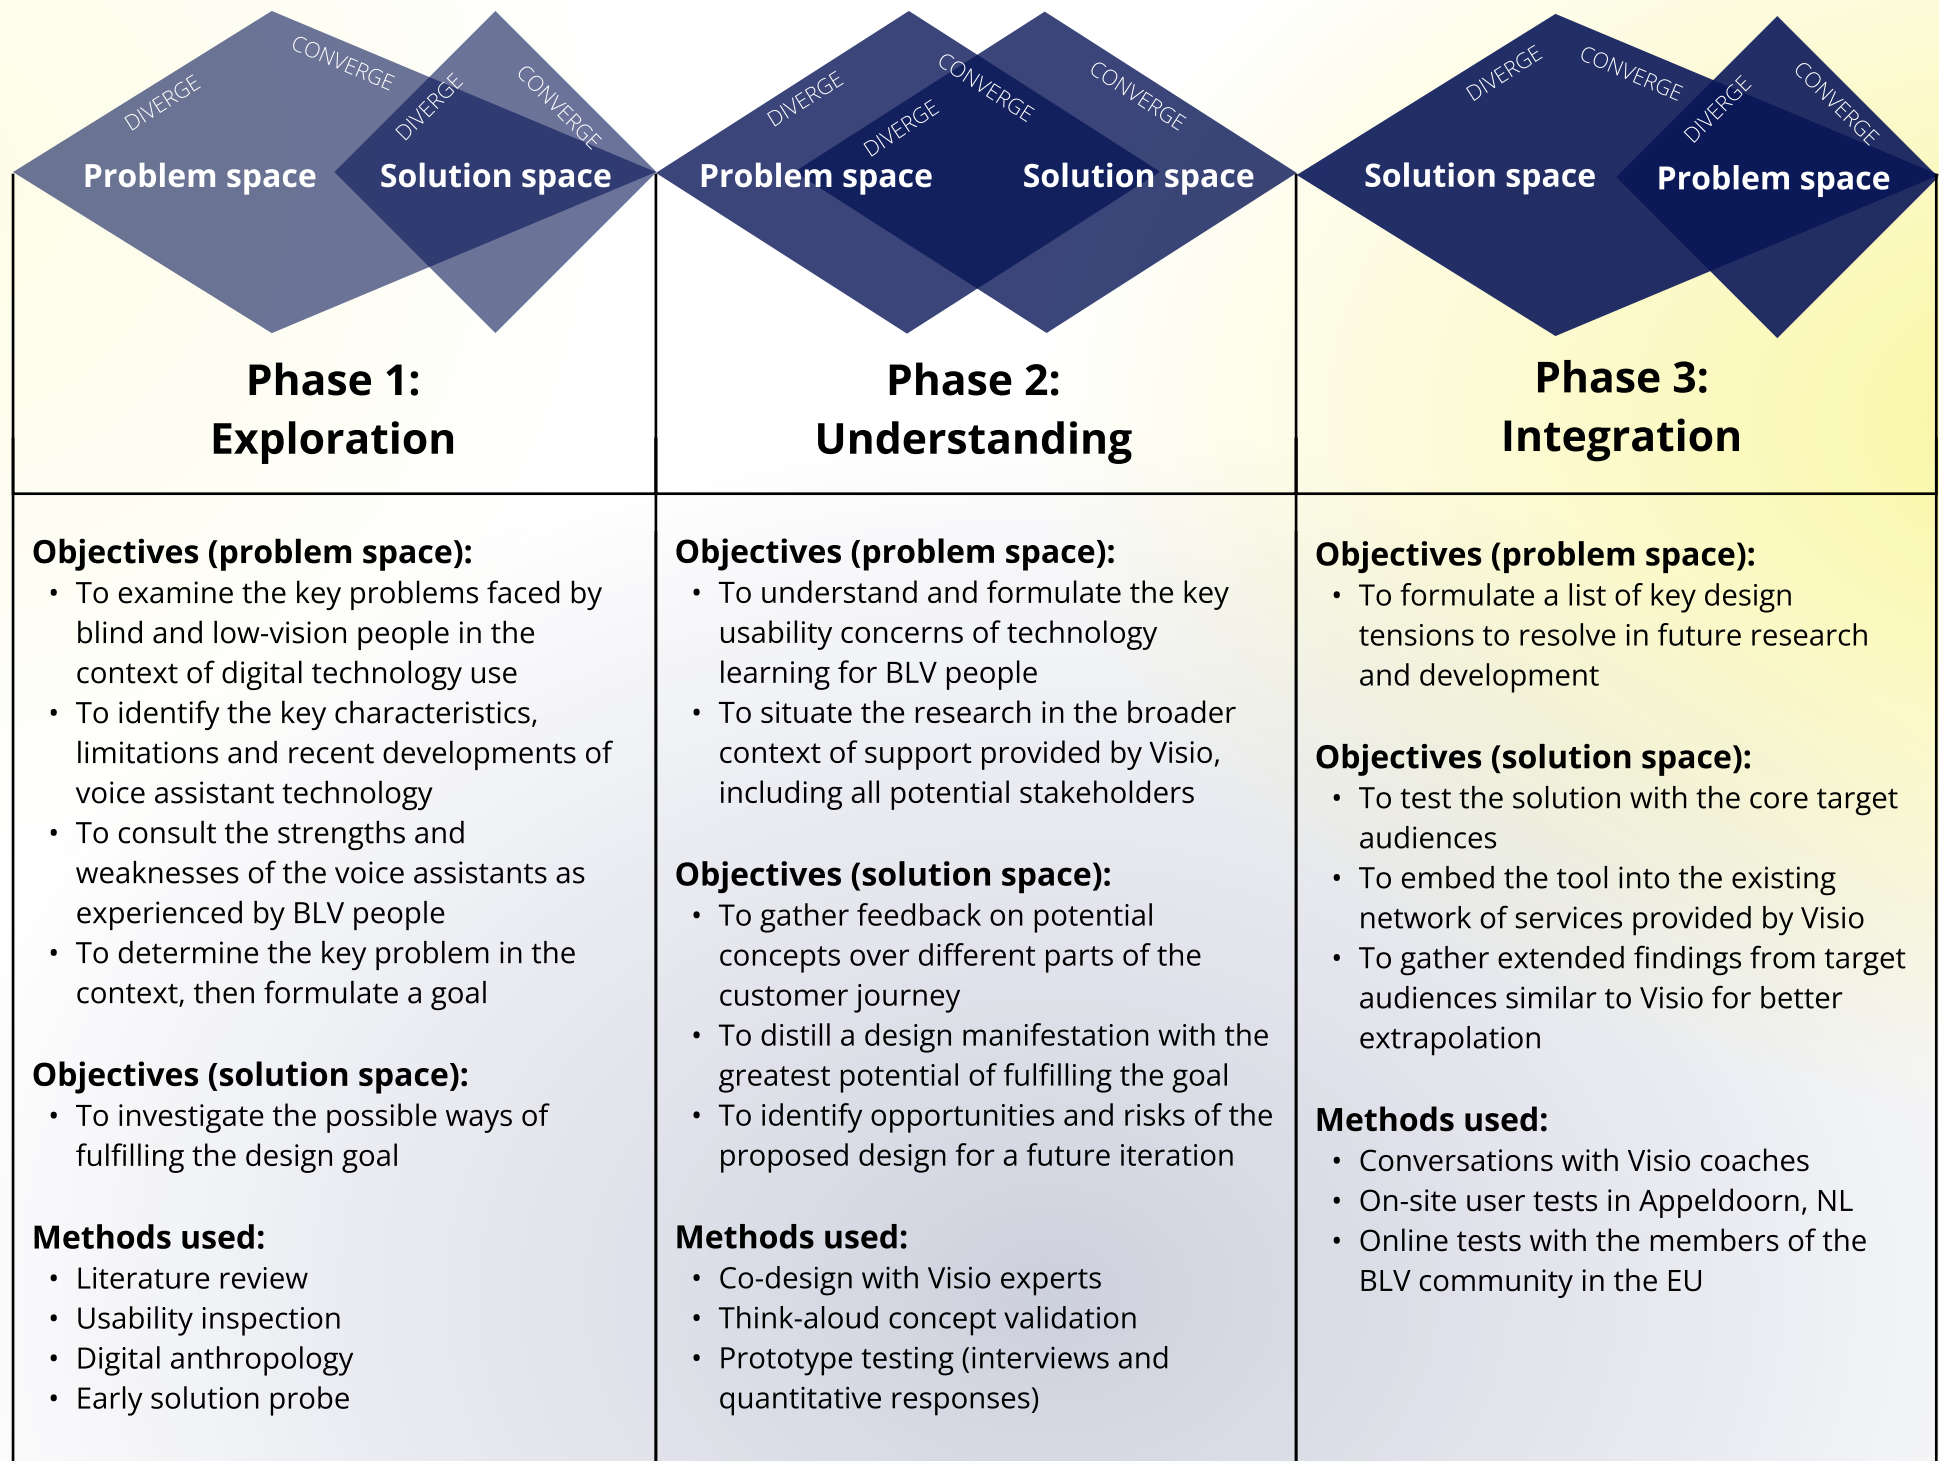 DIVERGE
CONVERGE
DIVERGE
CONVERGE
Problem space
Solution space
Phase 1:
Exploration
Objectives (problem space):
• To examine the key problems faced by
blind and low-vision people in the
context of digital technology use
• To identify the key characteristics,
limitations and recent developments of
voice assistant technology
• To consult the strengths and
weaknesses of the voice assistants as
experienced by BLV people
• To determine the key problem in the
context, then formulate a goal
Objectives (solution space):
• To investigate the possible ways of
fulfilling the design goal
Methods used:
• Literature review
• Usability inspection
• Digital anthropology
• Early solution probe
DIVERGE
DIVERGE
CONVERGE
CONVERGE
Problem space
Solution space
Phase 2:
Understanding
Objectives (problem space):
• To understand and formulate the key
usability concerns of technology
learning for BLV people
• To situate the research in the broader
context of support provided by Visio,
including all potential stakeholders
Objectives (solution space):
• To gather feedback on potential
concepts over different parts of the
customer journey
• To distill a design manifestation with the
greatest potential of fulfilling the goal
• To identify opportunities and risks of the
proposed design for a future iteration
Methods used:
• Co-design with Visio experts
• Think-aloud concept validation
• Prototype testing (interviews and
quantitative responses)
DIVERGE
CONVERGE
DIVERGE
CONVERGE
Solution space
Problem space
Phase 3:
Integration
Objectives (problem space):
• To formulate a list of key design
tensions to resolve in future research
and development
Objectives (solution space):
• To test the solution with the core target
audiences
• To embed the tool into the existing
network of services provided by Visio
• To gather extended findings from target
audiences similar to Visio for better
extrapolation
Methods used:
• Conversations with Visio coaches
• On-site user tests in Appeldoorn, NL
• Online tests with the members of the
BLV community in the EU